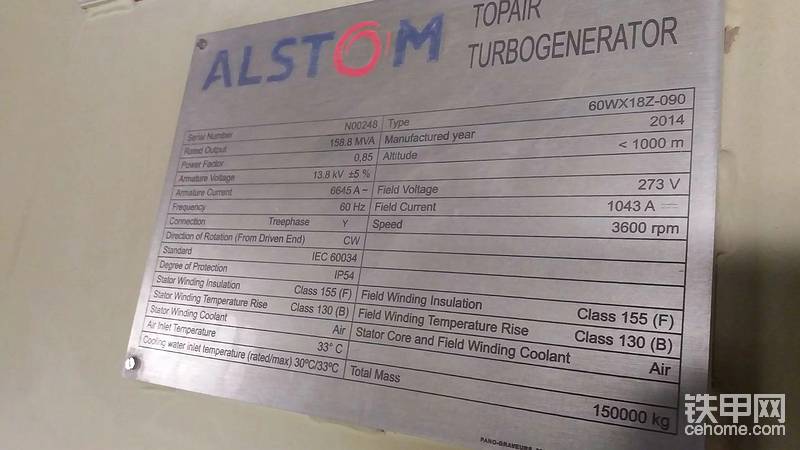 ALSTOM
TOPAIR
TURBOGENERATOR
Serial Number N00248 Type 60WX18Z-090
Rated Output 158.8 MVA Manufactured year 2014
Power Factor 0,85 Altitude < 1000 m
Armature Voltage 13.8 kV ±5 %
Armature Current 6645 A~ Field Voltage 273 V
Frequency 60 Hz Field Current 1043 A
Connection Treephase Y Speed 3600 rpm
Direction of Rotation (From Driven End) CW
Standard IEC 60034
Degree of Protection IP54
Stator Winding Insulation Class 155 (F) Field Winding Insulation Class 155 (F)
Stator Winding Temperature Rise Class 130 (B) Field Winding Temperature Rise Class 130 (B)
Stator Winding Coolant Air Stator Core and Field Winding Coolant Air
Air Inlet Temperature 33° C
Cooling water inlet temperature (rated/max) 30°C/33°C Total Mass 150000 kg
铁甲网
cehome.com